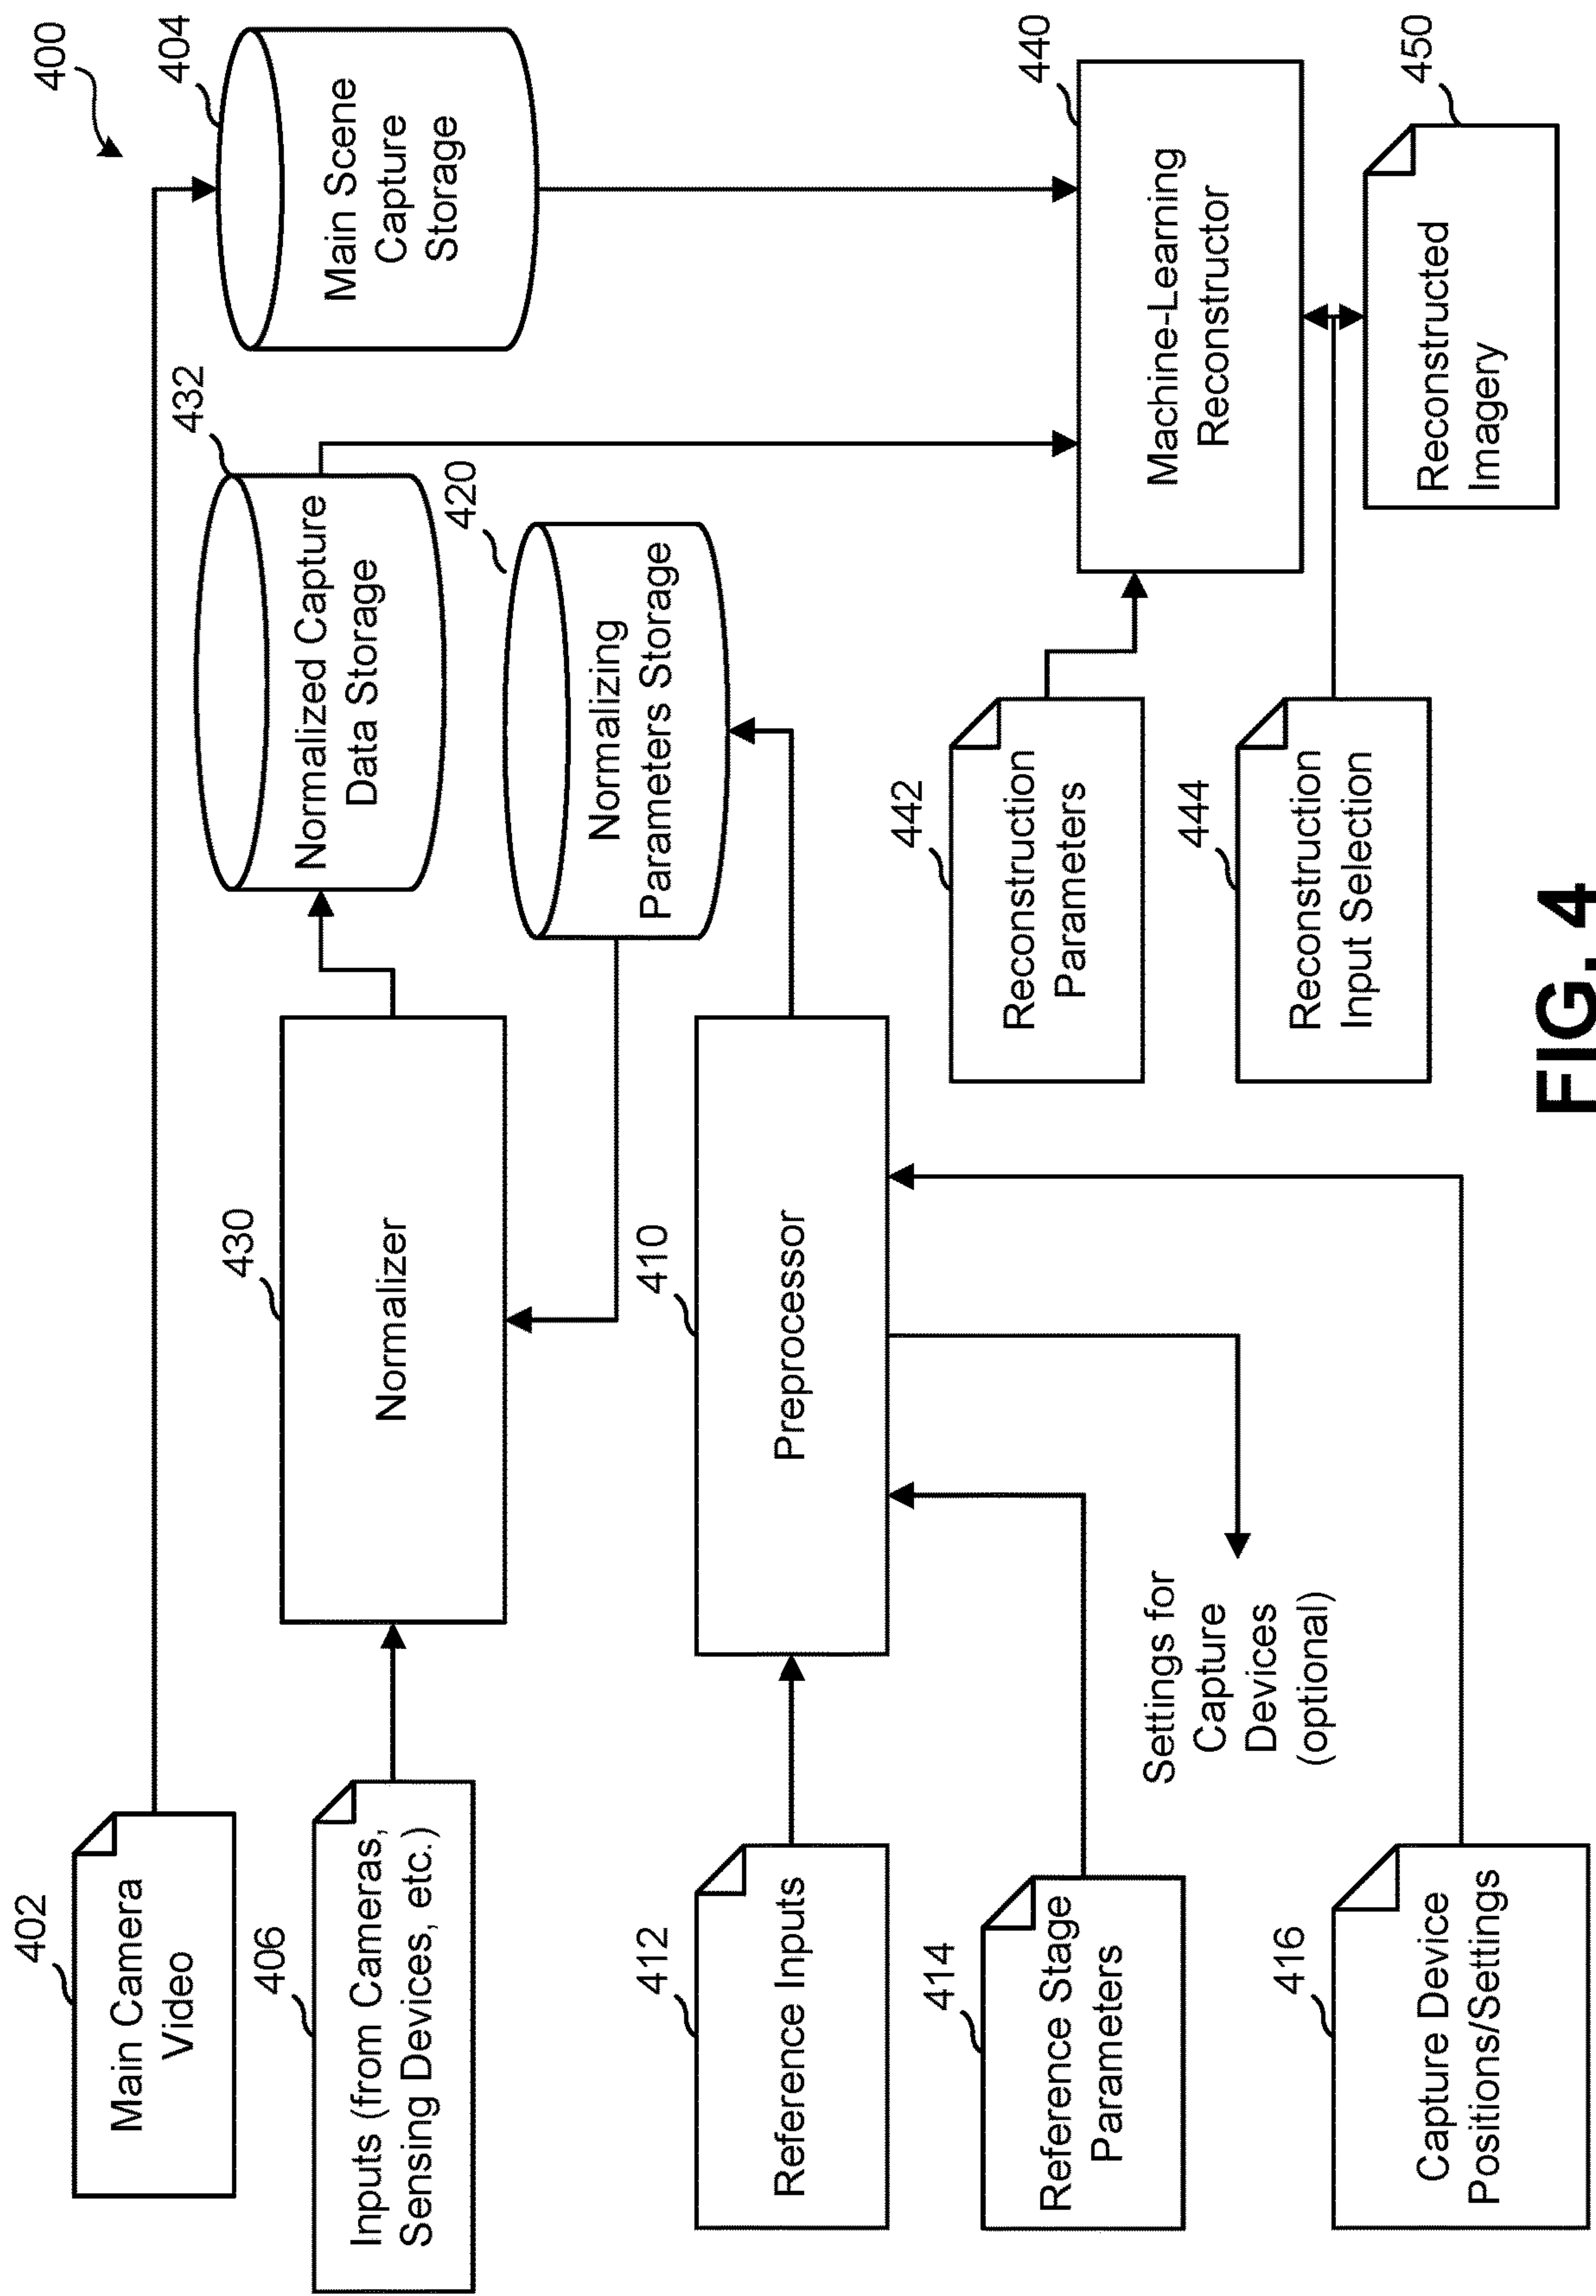 400
402
Main Camera
Video
404
Main Scene
Capture
Storage
406
Inputs (from Cameras,
Sensing Devices, etc.)
430
Normalizer
432
Normalized Capture
Data Storage
420
Normalizing
Parameters Storage
412
Reference Inputs
410
Preprocessor
414
Reference Stage
Parameters
Settings for
Capture
Devices
(optional)
416
Capture Device
Positions/Settings
442
Reconstruction
Parameters
444
Reconstruction
Input Selection
440
Machine-Learning
Reconstructor
450
Reconstructed
Imagery
FIG. 4